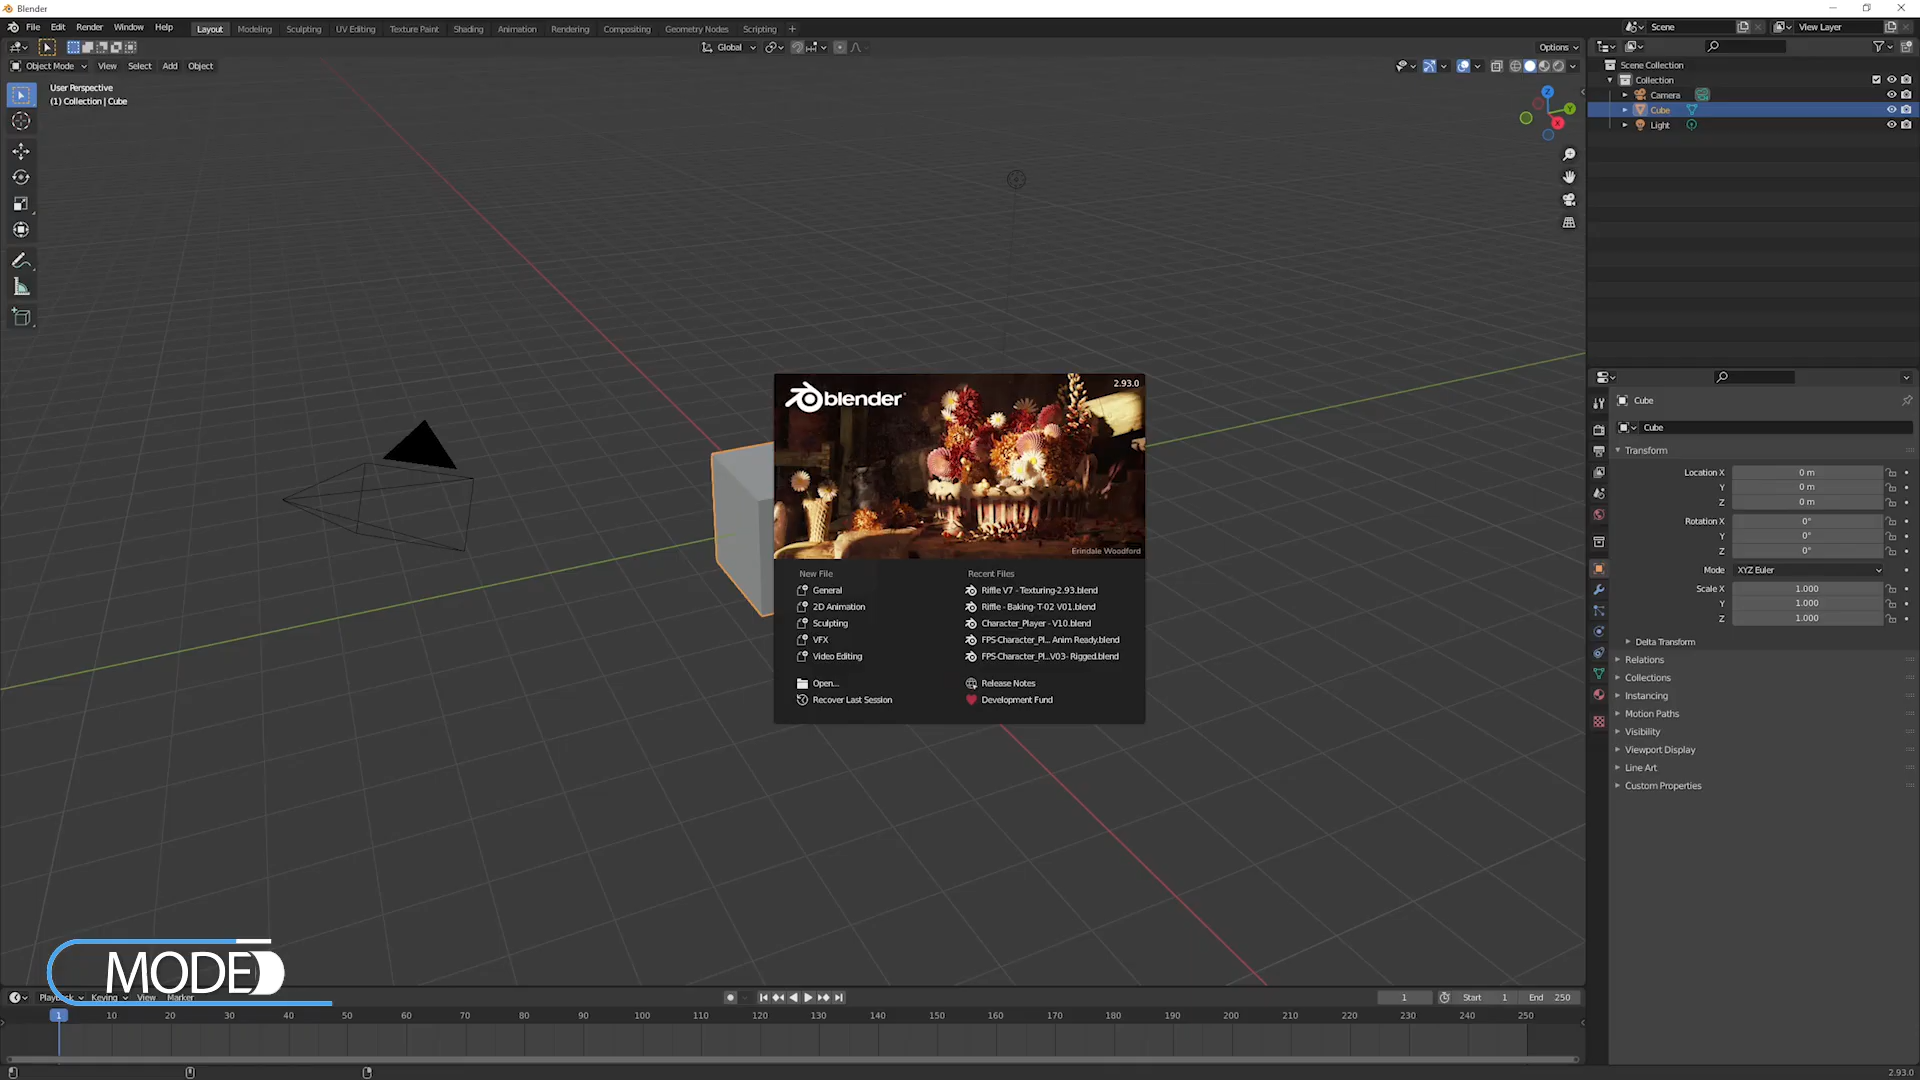 Blender
File Edit Render Window Help
Layout Modeling Sculpting UV Editing Texture Paint Shading Animation Rendering Compositing Geometry Nodes Scripting +
Scene
View Layer
Global
Options
Object Mode View Select Add Object
User Perspective
(1) Collection | Cube
Z
Y
X
Scene Collection
Collection
Camera
Cube
Light
blender
2.93.0
Erindale Woodford
New File
General
2D Animation
Sculpting
VFX
Video Editing
Open...
Recover Last Session
Recent Files
Riffle V7 - Texturing-2.93.blend
Riffle - Baking- T-02 V01.blend
Character_Player - V10.blend
FPS-Character_Pl... Anim Ready.blend
FPS-Character_Pl...V03- Rigged.blend
Release Notes
Development Fund
Cube
Cube
Transform
Location X 0 m
Y 0 m
Z 0 m
Rotation X 0°
Y 0°
Z 0°
Mode XYZ Euler
Scale X 1.000
Y 1.000
Z 1.000
Delta Transform
Relations
Collections
Instancing
Motion Paths
Visibility
Viewport Display
Line Art
Custom Properties
MODE
Playback Keying View Marker
1 Start 1 End 250
1 10 20 30 40 50 60 70 80 90 100 110 120 130 140 150 160 170 180 190 200 210 220 230 240 250
2.93.0